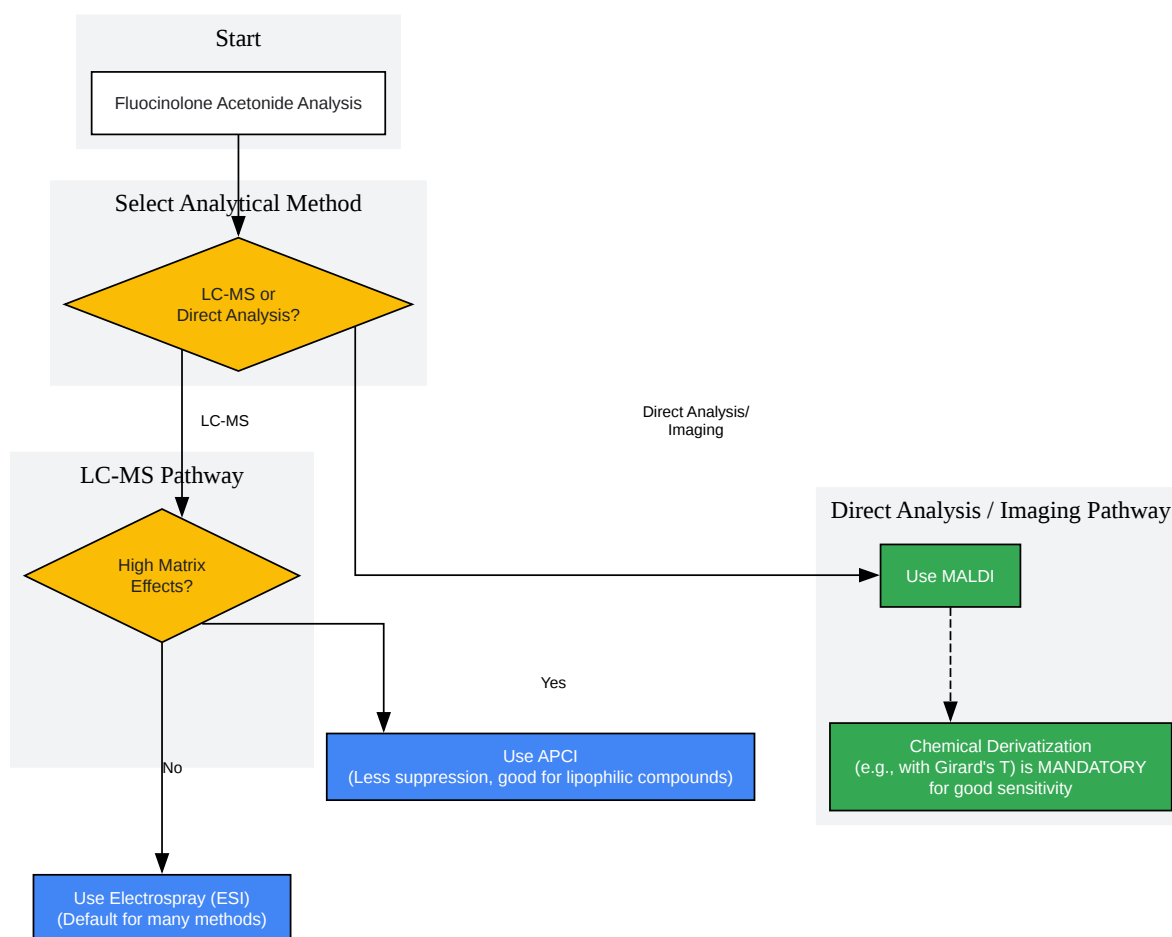 Start
Fluocinolone Acetonide Analysis
Select Analytical Method
LC-MS or
Direct Analysis?
LC-MS
Direct Analysis/
Imaging
LC-MS Pathway
High Matrix
Effects?
Direct Analysis / Imaging Pathway
Use MALDI
Yes
No
Use APCI
(Less suppression, good for lipophilic compounds)
Chemical Derivatization
(e.g., with Girard's T) is MANDATORY
for good sensitivity
Use Electrospray (ESI)
(Default for many methods)